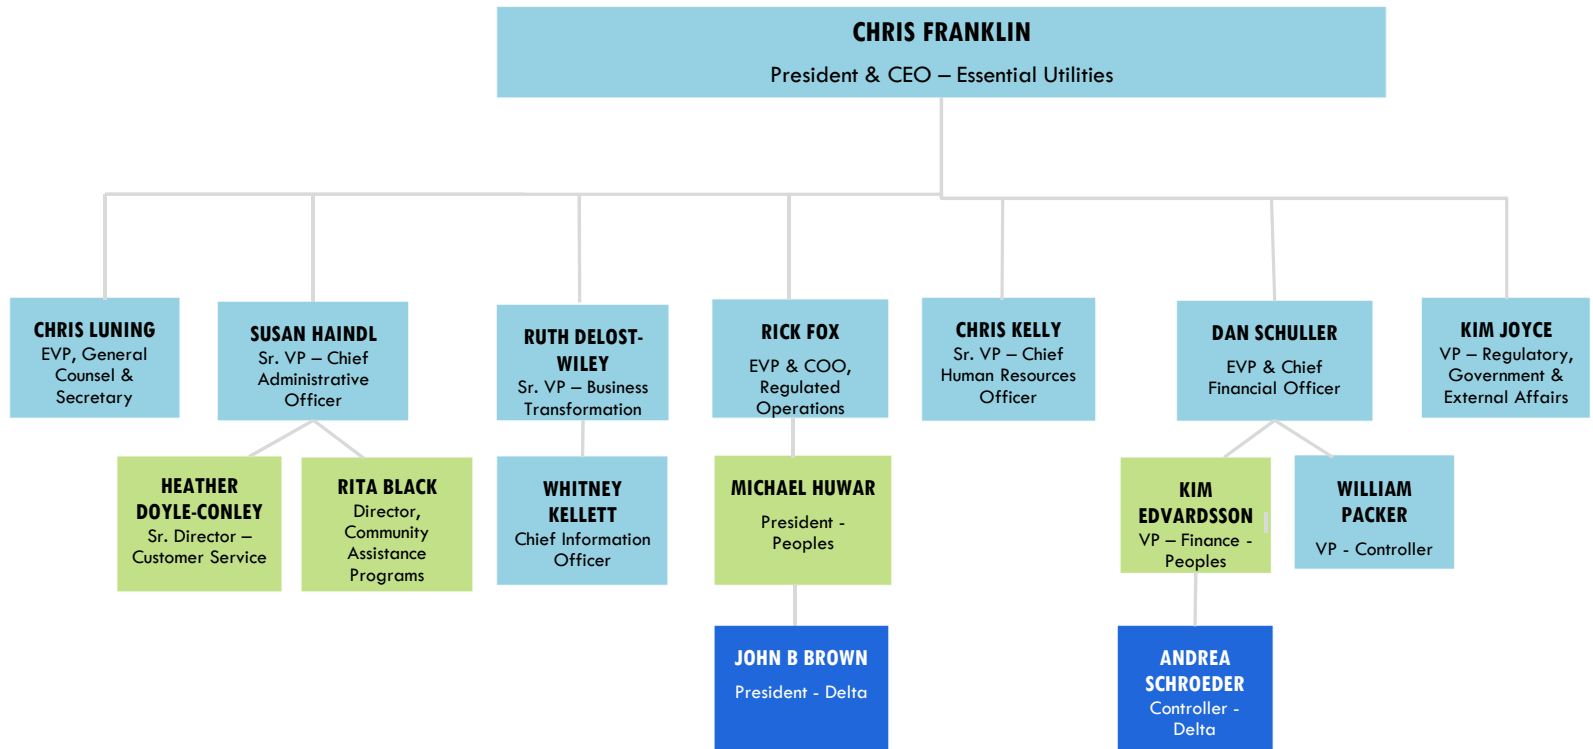 CHRIS FRANKLIN
President & CEO – Essential Utilities
CHRIS LUNING
EVP, General
Counsel &
Secretary
SUSAN HAINDL
Sr. VP – Chief
Administrative
Officer
RUTH DELOST-
WILEY
Sr. VP – Business
Transformation
RICK FOX
EVP & COO,
Regulated
Operations
CHRIS KELLY
Sr. VP – Chief
Human Resources
Officer
DAN SCHULLER
EVP & Chief
Financial Officer
KIM JOYCE
VP – Regulatory,
Government &
External Affairs
HEATHER
DOYLE-CONLEY
Sr. Director –
Customer Service
RITA BLACK
Director,
Community
Assistance
Programs
WHITNEY
KELLETT
Chief Information
Officer
MICHAEL HUWAR
President -
Peoples
KIM
EDVARDSSON
VP – Finance -
Peoples
WILLIAM
PACKER
VP - Controller
JOHN B BROWN
President - Delta
ANDREA
SCHROEDER
Controller -
Delta